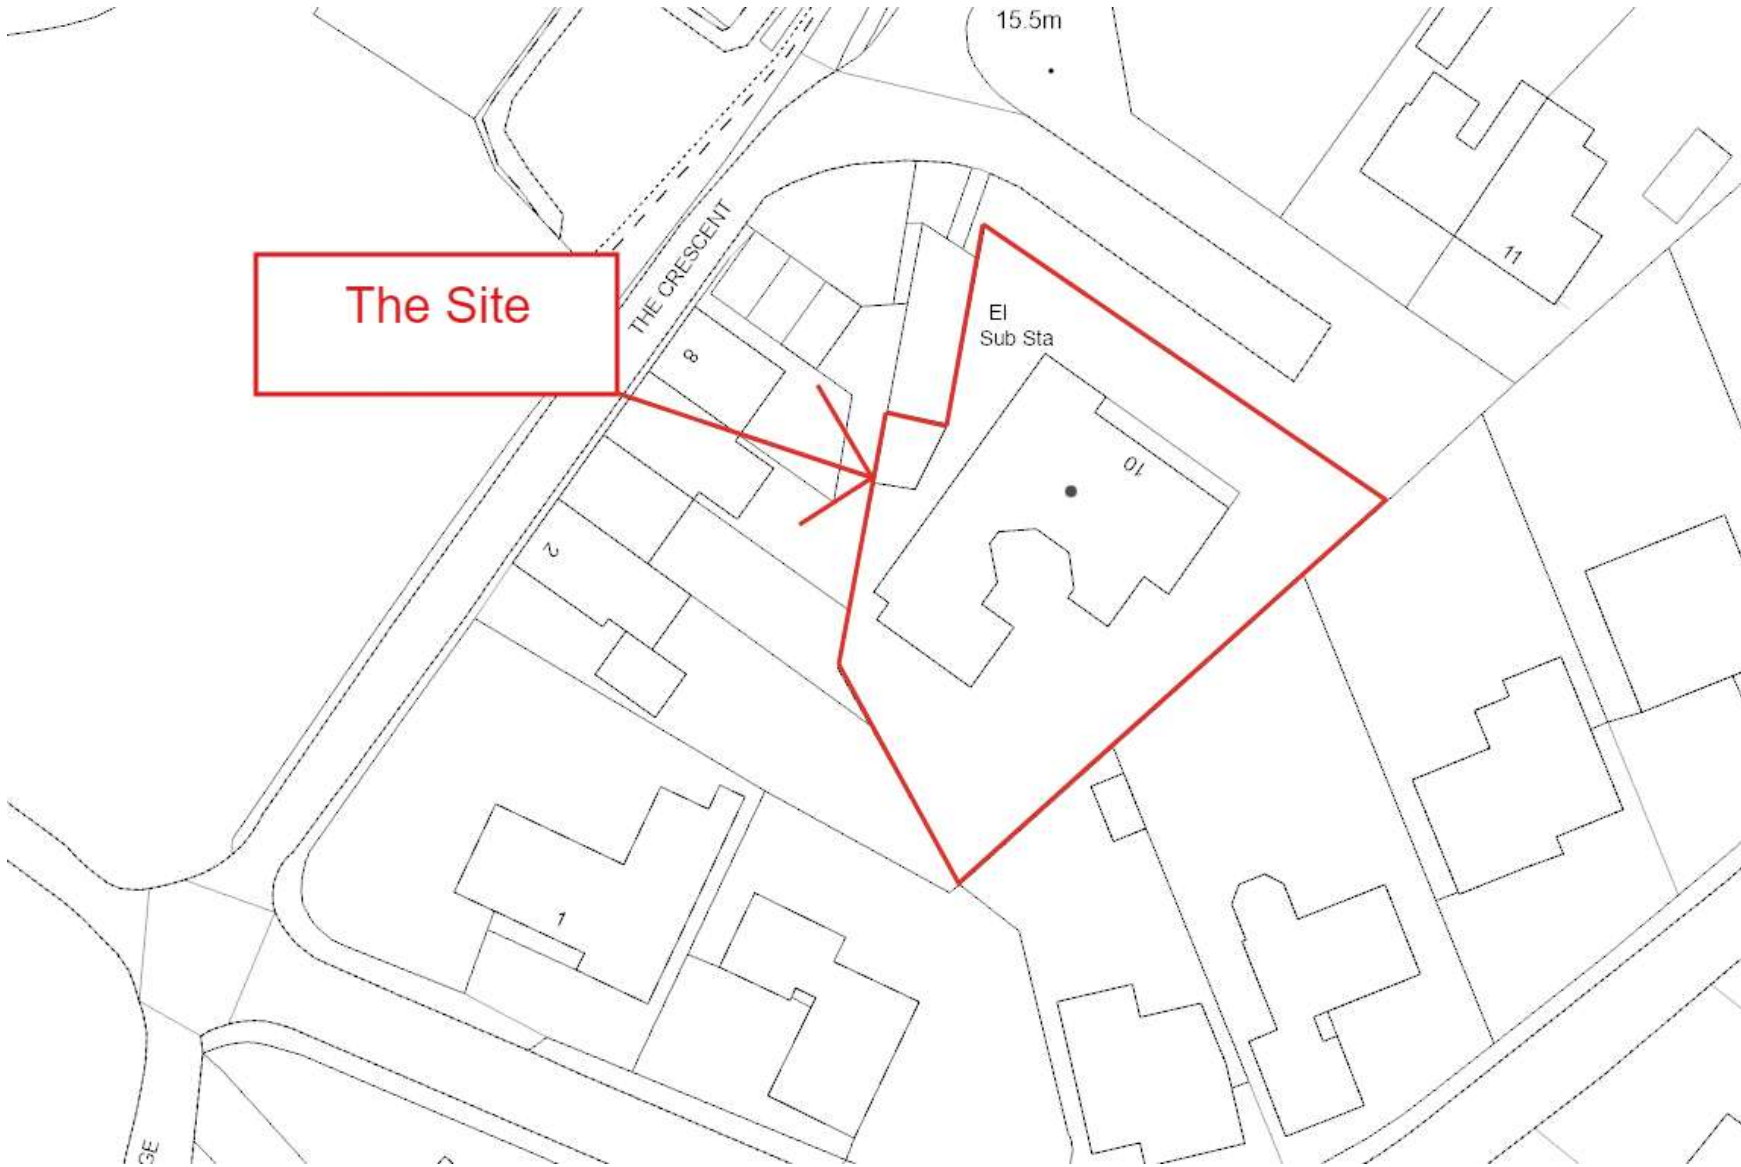 15.5m
The Site
THE CRESCENT
El
Sub Sta
11
8
10
2
1
GE